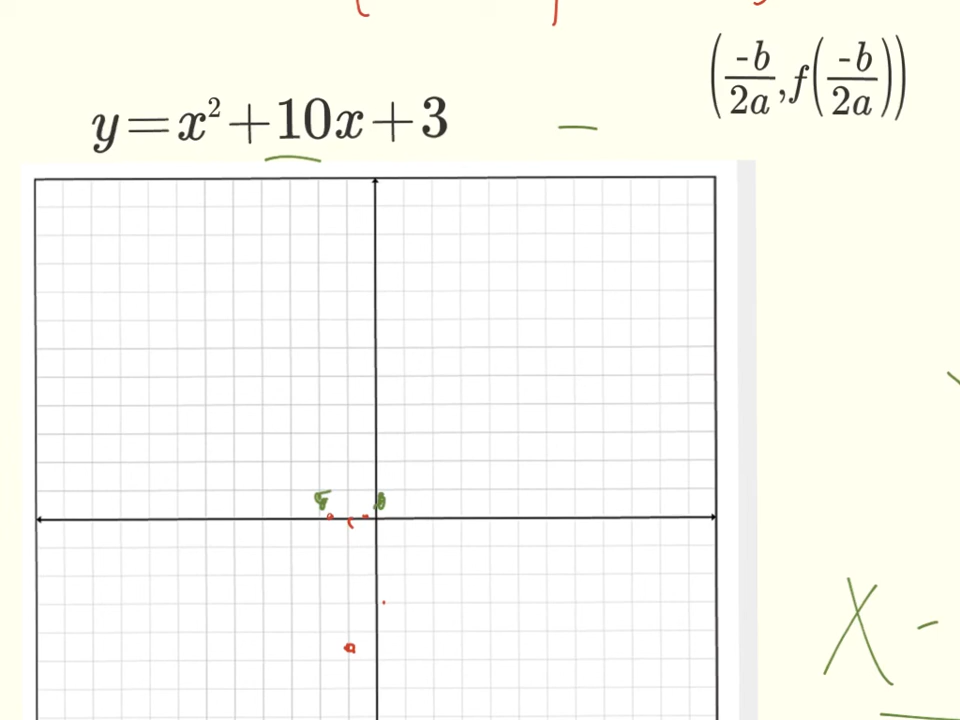 (-b/2a, f(-b/2a))
y=x²+10x+3
X -